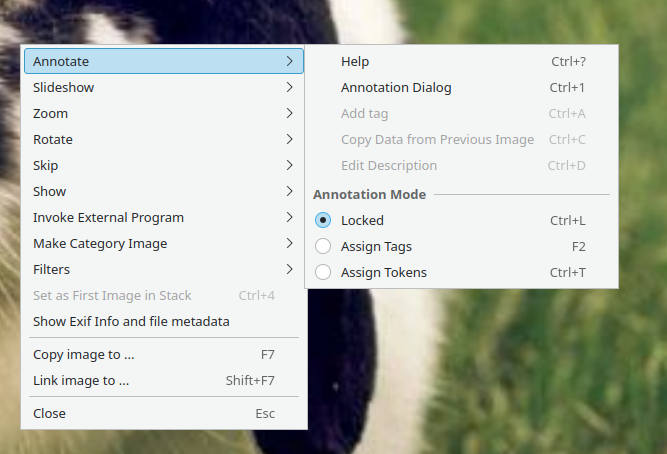 Annotate
Slideshow
Zoom
Rotate
Skip
Show
Invoke External Program
Make Category Image
Filters
Set as First Image in Stack Ctrl+4
Show Exif Info and file metadata
Copy image to ... F7
Link image to ... Shift+F7
Close Esc
Help Ctrl+?
Annotation Dialog Ctrl+1
Add tag Ctrl+A
Copy Data from Previous Image Ctrl+C
Edit Description Ctrl+D
Annotation Mode
Locked Ctrl+L
Assign Tags F2
Assign Tokens Ctrl+T